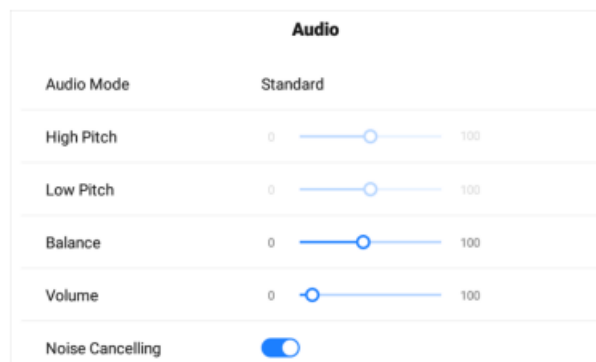 Audio
Audio Mode Standard
High Pitch 0 100
Low Pitch 0 100
Balance 0 100
Volume 0 100
Noise Cancelling